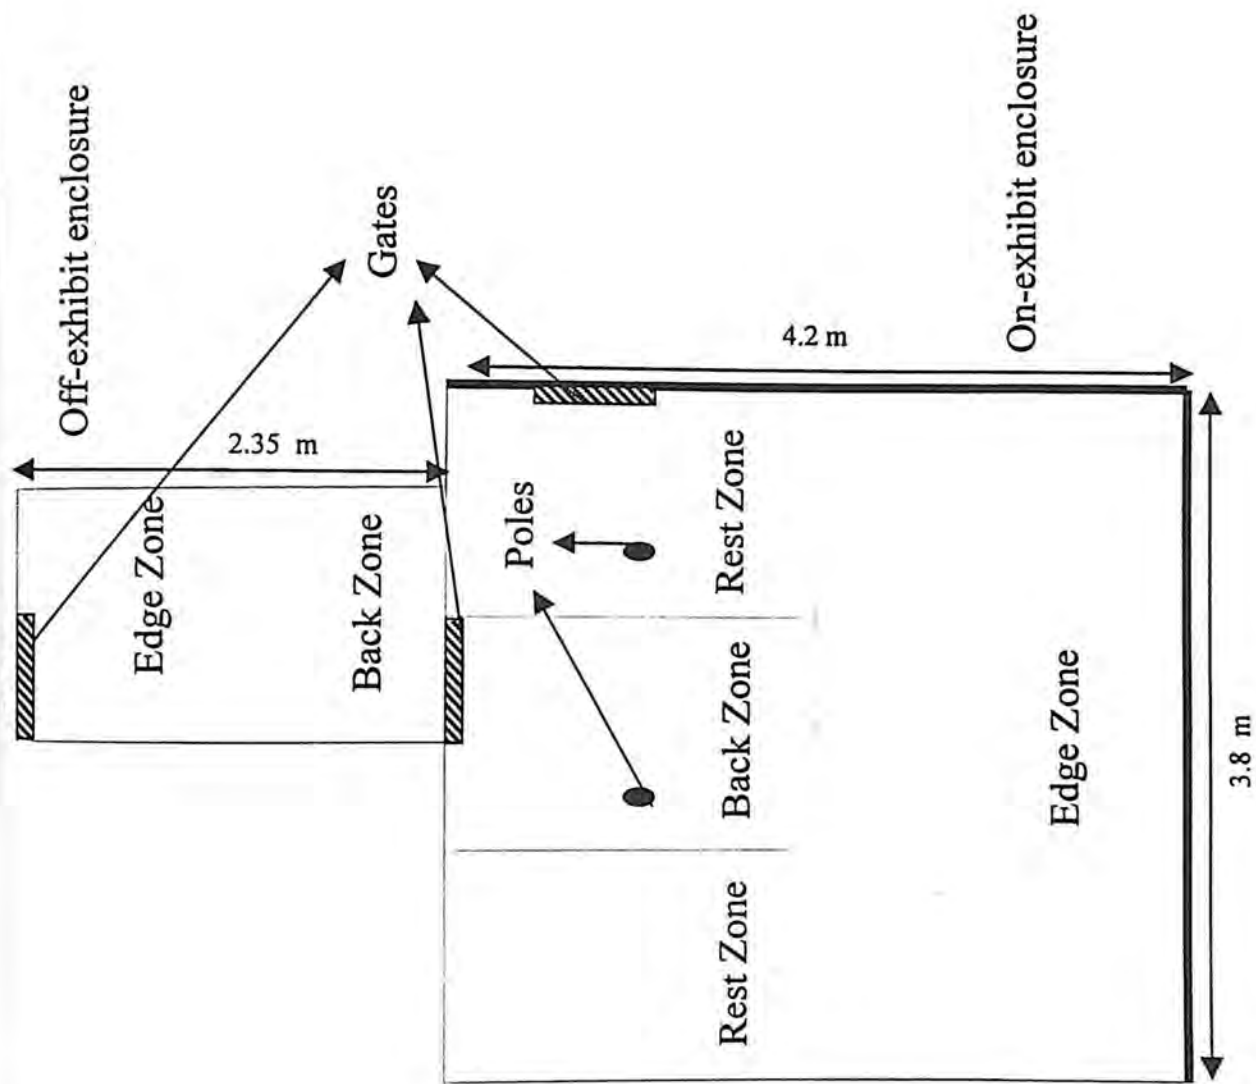 Off-exhibit enclosure
Gates
2.35 m
4.2 m
On-exhibit enclosure
Edge Zone
Back Zone
Poles
Rest Zone
Back Zone
Rest Zone
Edge Zone
3.8 m